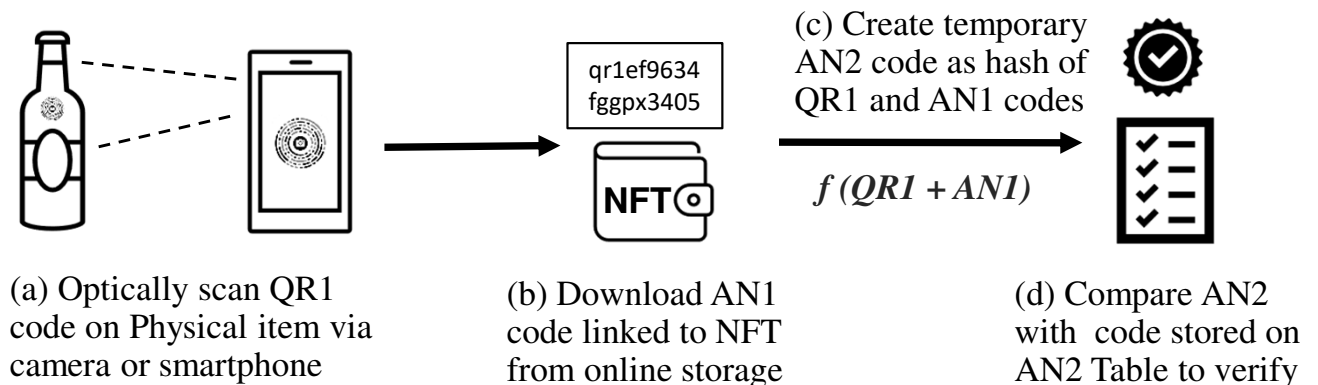 qr1ef9634
fggpx3405
NFT
(c) Create temporary
AN2 code as hash of
QR1 and AN1 codes
f (QR1 + AN1)
(a) Optically scan QR1
code on Physical item via
camera or smartphone
(b) Download AN1
code linked to NFT
from online storage
(d) Compare AN2
with code stored on
AN2 Table to verify